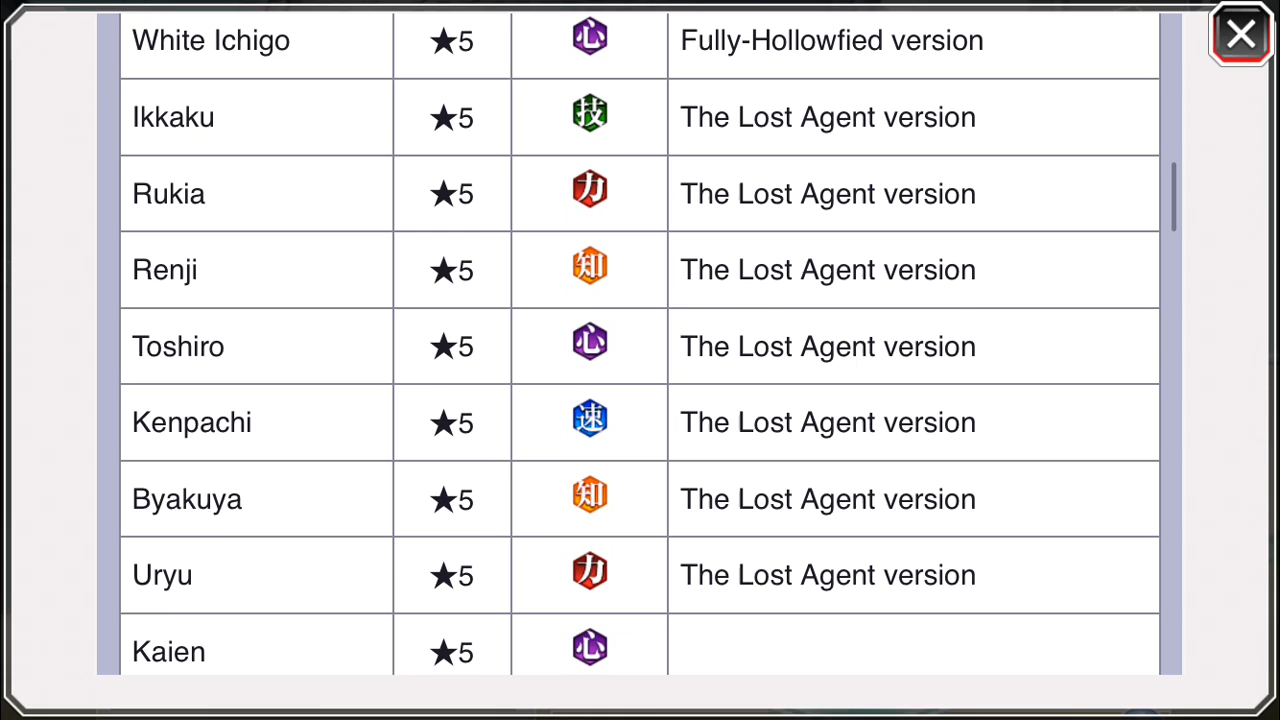 White Ichigo ★5 心 Fully-Hollowfied version
Ikkaku ★5 技 The Lost Agent version
Rukia ★5 力 The Lost Agent version
Renji ★5 知 The Lost Agent version
Toshiro ★5 心 The Lost Agent version
Kenpachi ★5 速 The Lost Agent version
Byakuya ★5 知 The Lost Agent version
Uryu ★5 力 The Lost Agent version
Kaien ★5 心